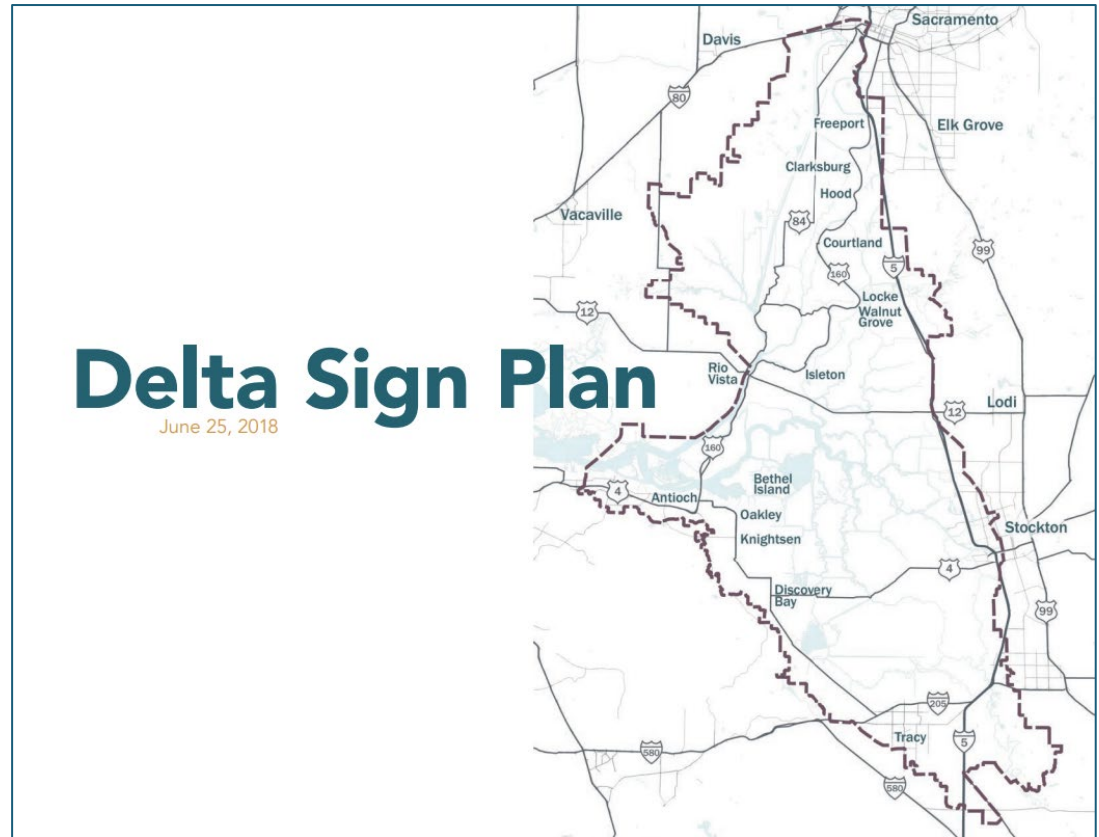 Sacramento
Davis
80
Freeport
Elk Grove
Clarksburg
Hood
Vacaville
84
Courtland
99
160
5
Locke
Walnut
Grove
12
Rio
Vista
Isleton
Delta Sign Plan
June 25, 2018
12
Lodi
160
Bethel
Island
4
Antioch
Oakley
Stockton
Knightsen
4
Discovery
Bay
99
205
Tracy
5
580
580